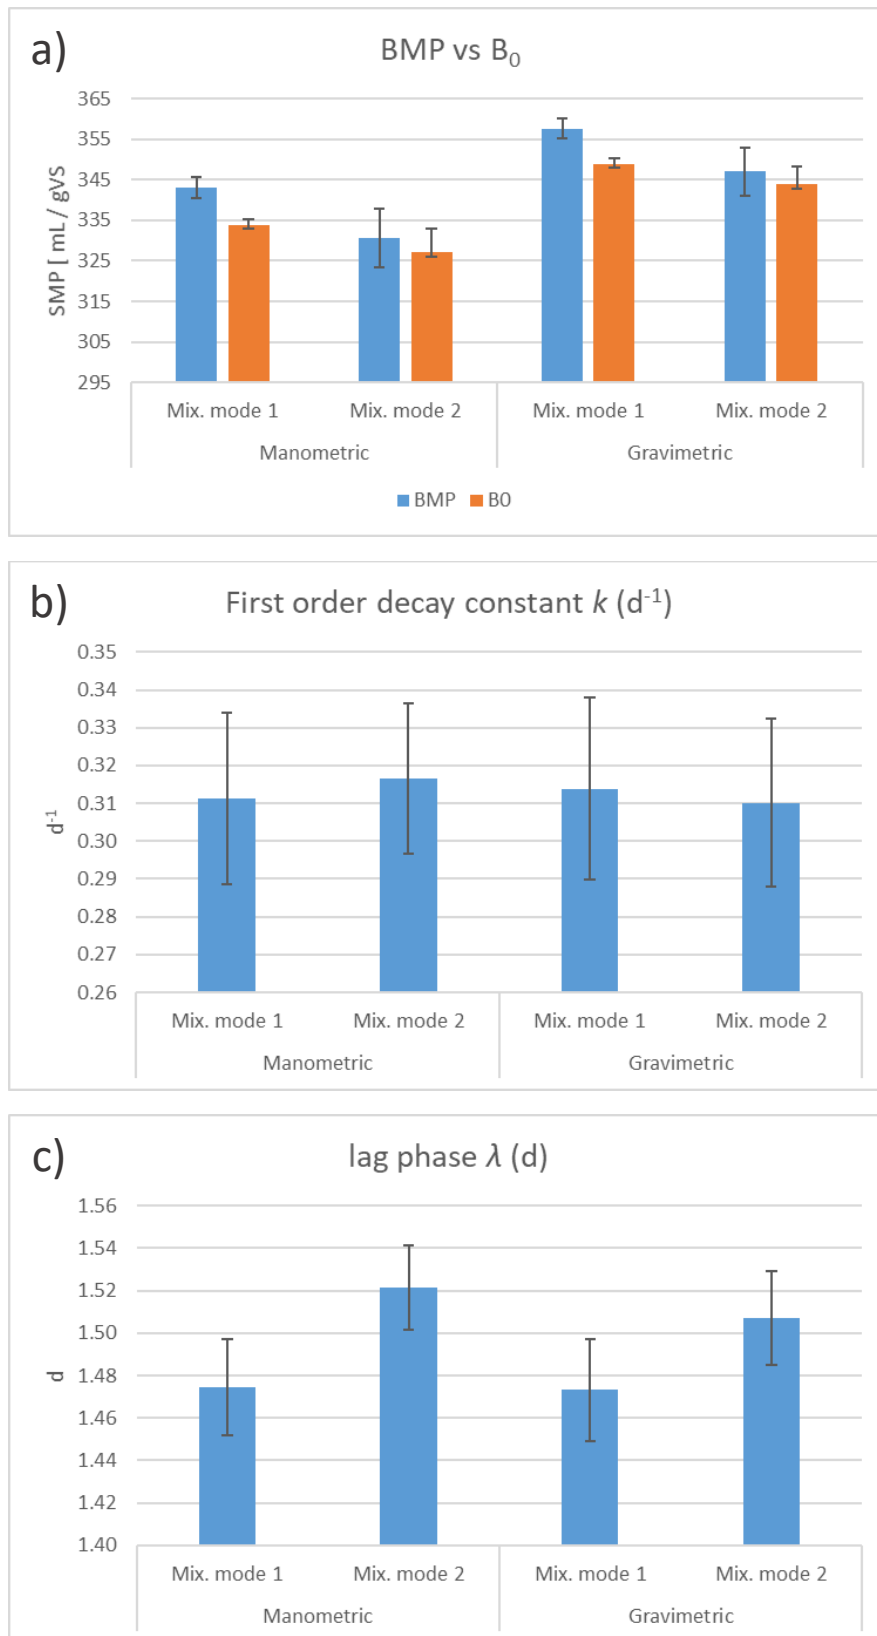 a)
BMP vs B₀
SMP [ mL / gVS
365
355
345
335
325
315
305
295
Mix. mode 1 Mix. mode 2 Mix. mode 1 Mix. mode 2
Manometric Gravimetric
BMP B0
b)
First order decay constant k (d⁻¹)
d⁻¹
0.35
0.34
0.33
0.32
0.31
0.30
0.29
0.28
0.27
0.26
Mix. mode 1 Mix. mode 2 Mix. mode 1 Mix. mode 2
Manometric Gravimetric
c)
lag phase λ (d)
d
1.56
1.54
1.52
1.50
1.48
1.46
1.44
1.42
1.40
Mix. mode 1 Mix. mode 2 Mix. mode 1 Mix. mode 2
Manometric Gravimetric